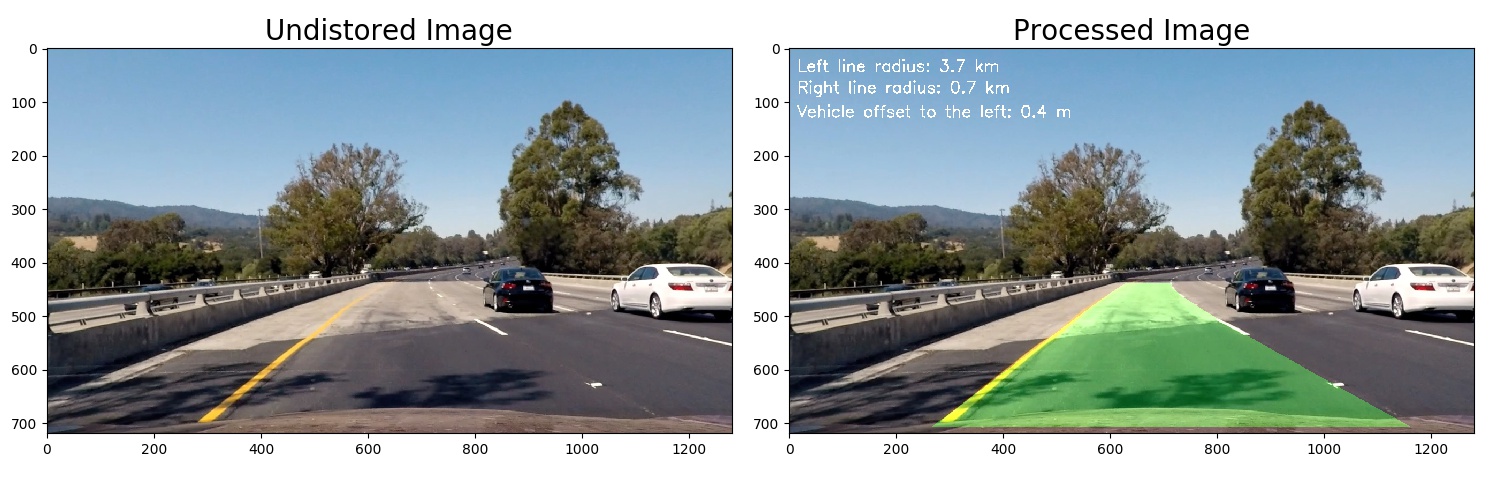 Undistored Image
Processed Image
0
100
200
300
400
500
600
700
0 200 400 600 800 1000 1200
0
100
200
300
400
500
600
700
0 200 400 600 800 1000 1200
Left line radius: 3.7 km
Right line radius: 0.7 km
Vehicle offset to the left: 0.4 m